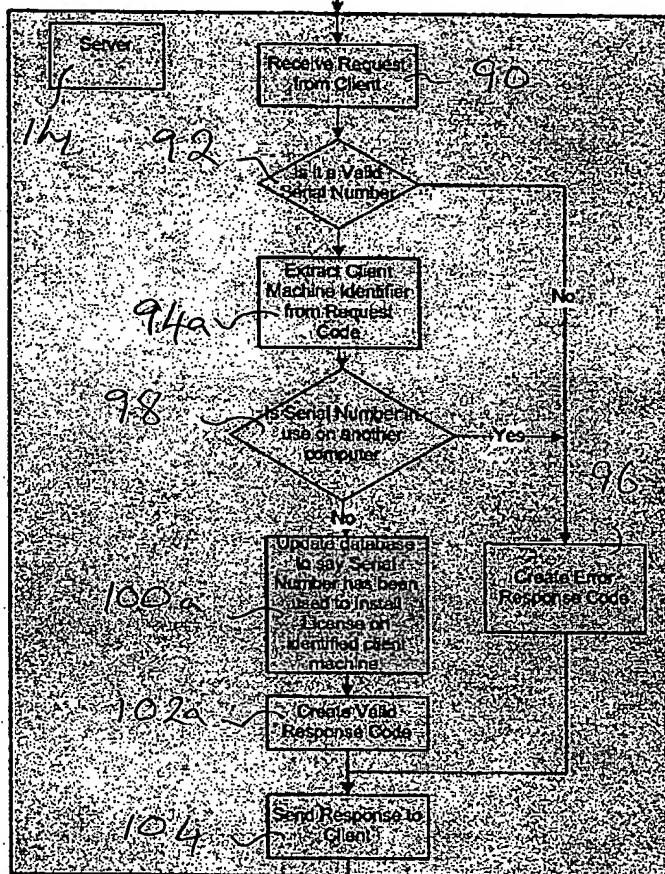 Server
14
Receive Request
from Client
90
92
Is it a Valid
Serial Number
Extract Client
Machine Identifier
from Request
Code
94a
No
98
Is Serial Number in
use on another
computer
Yes
96
No
Update database
to say Serial
Number has been
used to Install
License on
identified client
machine
100a
Create Error
Response Code
102a
Create Valid
Response Code
104
Send Response to
Client